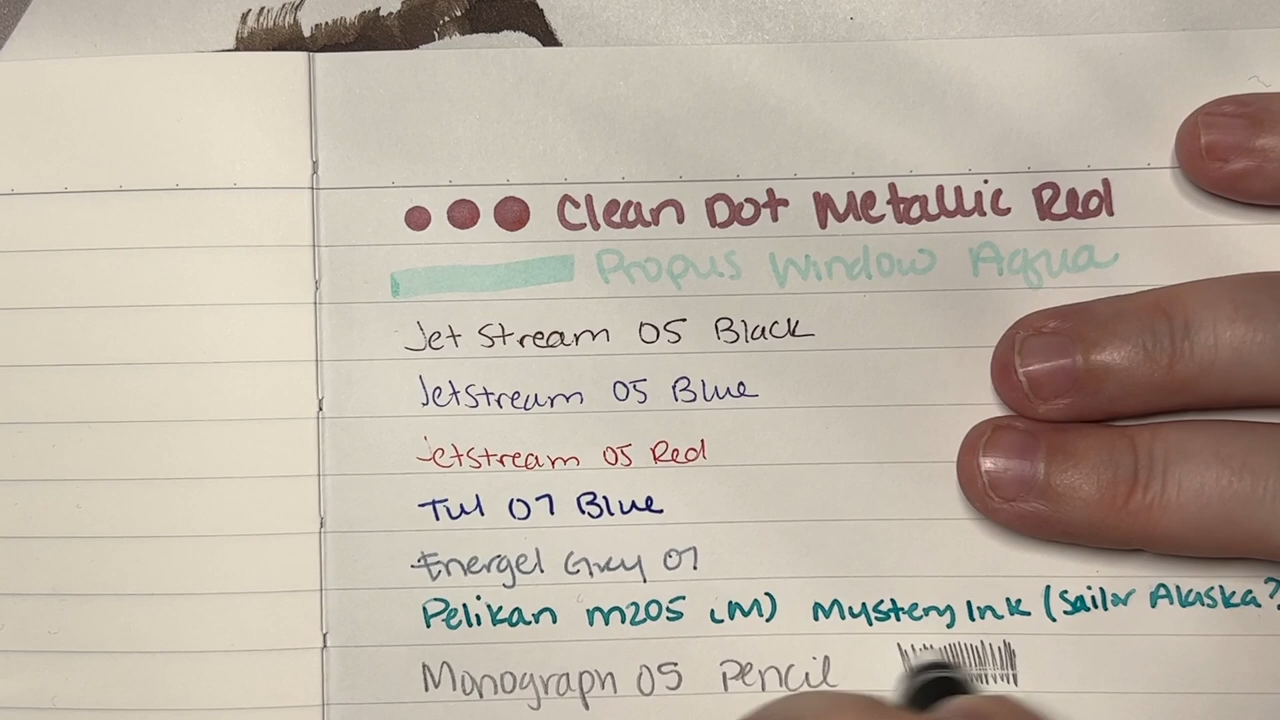 Clean Dot Metallic Red
Propus Window Aqua
Jet Stream 05 Black
Jetstream 05 Blue
Jetstream 05 Red
Tul 07 Blue
Energel Grey 07
Pelikan m205 (M) Mystery Ink (Sailor Alaska?
Monograph 05 Pencil